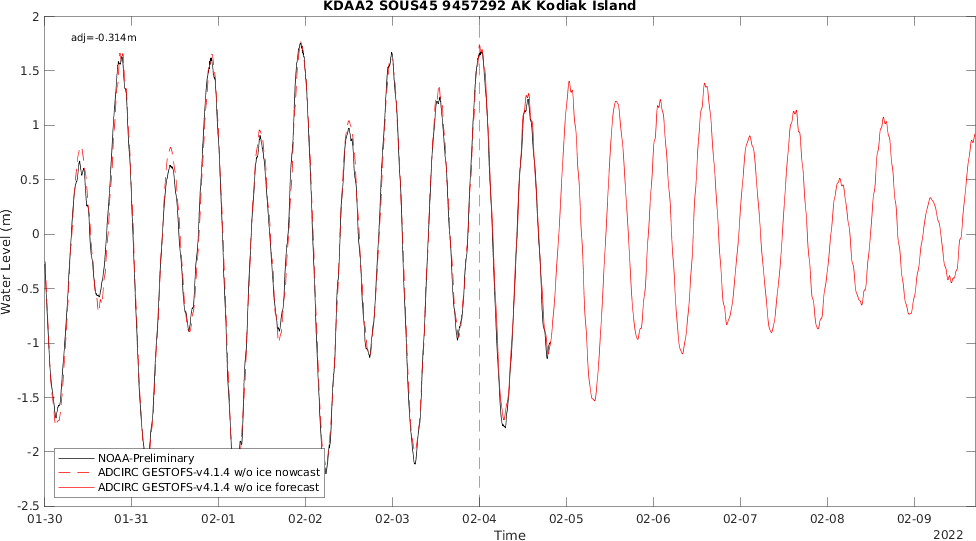 KDAA2 SOUS45 9457292 AK Kodiak Island
adj=-0.314m
2
1.5
1
0.5
0
-0.5
-1
-1.5
-2
-2.5
Water Level (m)
NOAA-Preliminary
ADCIRC GESTOFS-v4.1.4 w/o ice nowcast
ADCIRC GESTOFS-v4.1.4 w/o ice forecast
01-30 01-31 02-01 02-02 02-03 02-04 02-05 02-06 02-07 02-08 02-09
Time
2022